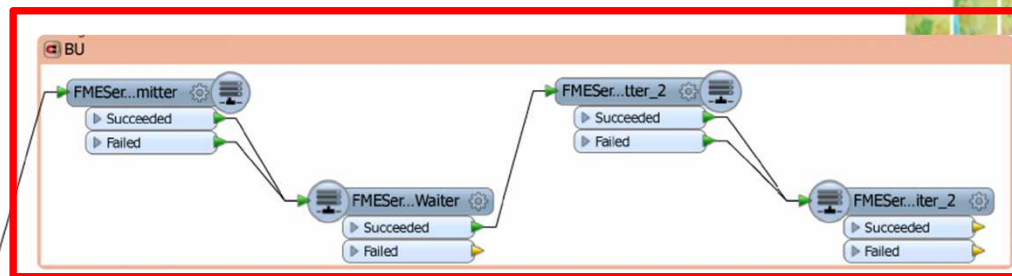 BU
FMESer...mitter
Succeeded
Failed
FMESer...Waiter
Succeeded
Failed
FMESer...tter_2
Succeeded
Failed
FMESer...iter_2
Succeeded
Failed